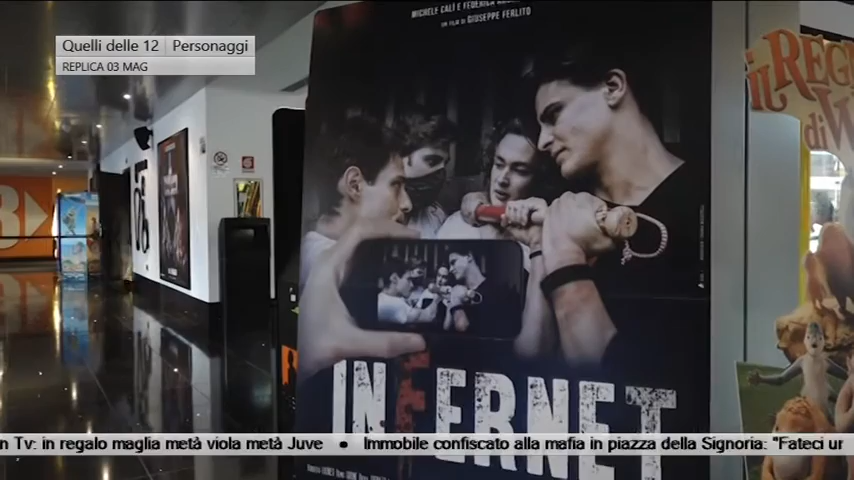 MICHELE CALÌ E FEDERICA
UN FILM DI GIUSEPPE FERLITO
Quelli delle 12 Personaggi
REPLICA 03 MAG
IL REGN
di W
INFERNET
n Tv: in regalo maglia metà viola metà Juve • Immobile confiscato alla mafia in piazza della Signoria: "Fateci ur